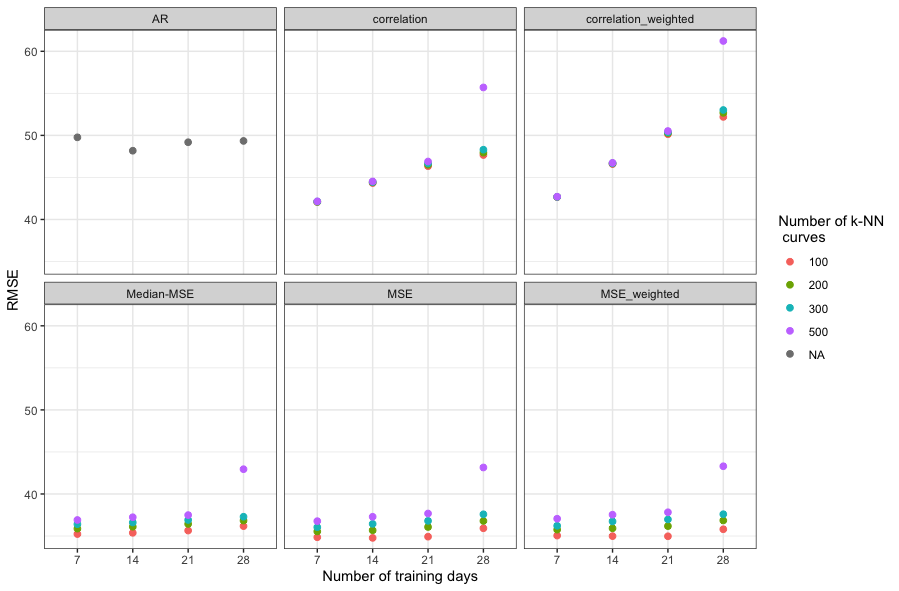 AR
correlation
correlation_weighted
60
50
40
Median-MSE
MSE
MSE_weighted
60
50
40
7
14
21
28
7
14
21
28
7
14
21
28
Number of training days
RMSE
Number of k-NN
curves
100
200
300
500
NA